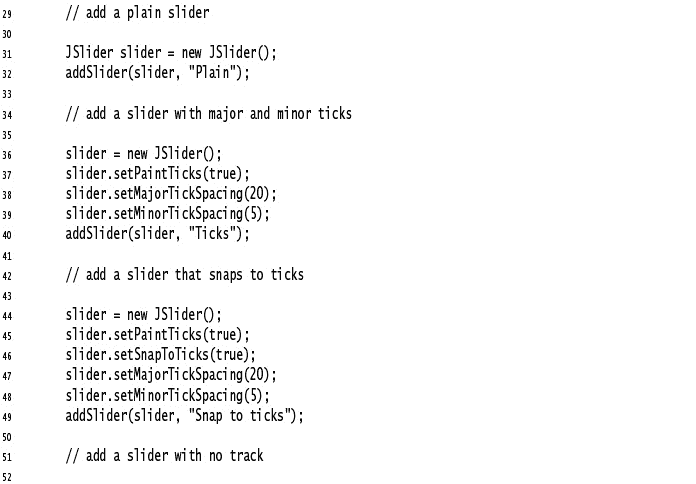 29 // add a plain slider
30
31 JSlider slider = new JSlider();
32 addSlider(slider, "Plain");
33
34 // add a slider with major and minor ticks
35
36 slider = new JSlider();
37 slider.setPaintTicks(true);
38 slider.setMajorTickSpacing(20);
39 slider.setMinorTickSpacing(5);
40 addSlider(slider, "Ticks");
41
42 // add a slider that snaps to ticks
43
44 slider = new JSlider();
45 slider.setPaintTicks(true);
46 slider.setSnapToTicks(true);
47 slider.setMajorTickSpacing(20);
48 slider.setMinorTickSpacing(5);
49 addSlider(slider, "Snap to ticks");
50
51 // add a slider with no track
52